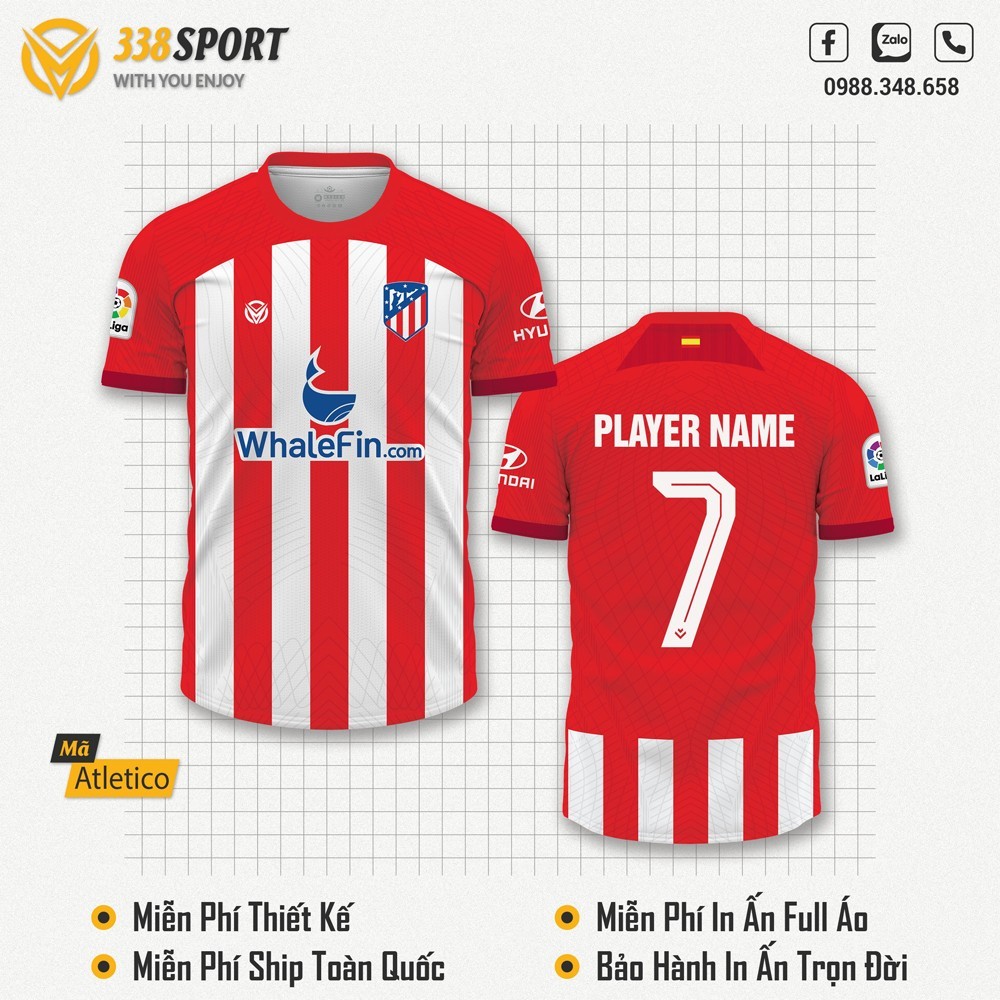 338SPORT
WITH YOU ENJOY
Zalo
0988.348.658
WhaleFin.com
HYU
iga
PLAYER NAME
7
NDAI
LaLi
Mã
Atletico
Miễn Phí Thiết Kế
Miễn Phí In Ấn Full Áo
Miễn Phí Ship Toàn Quốc
Bảo Hành In Ấn Trọn Đời